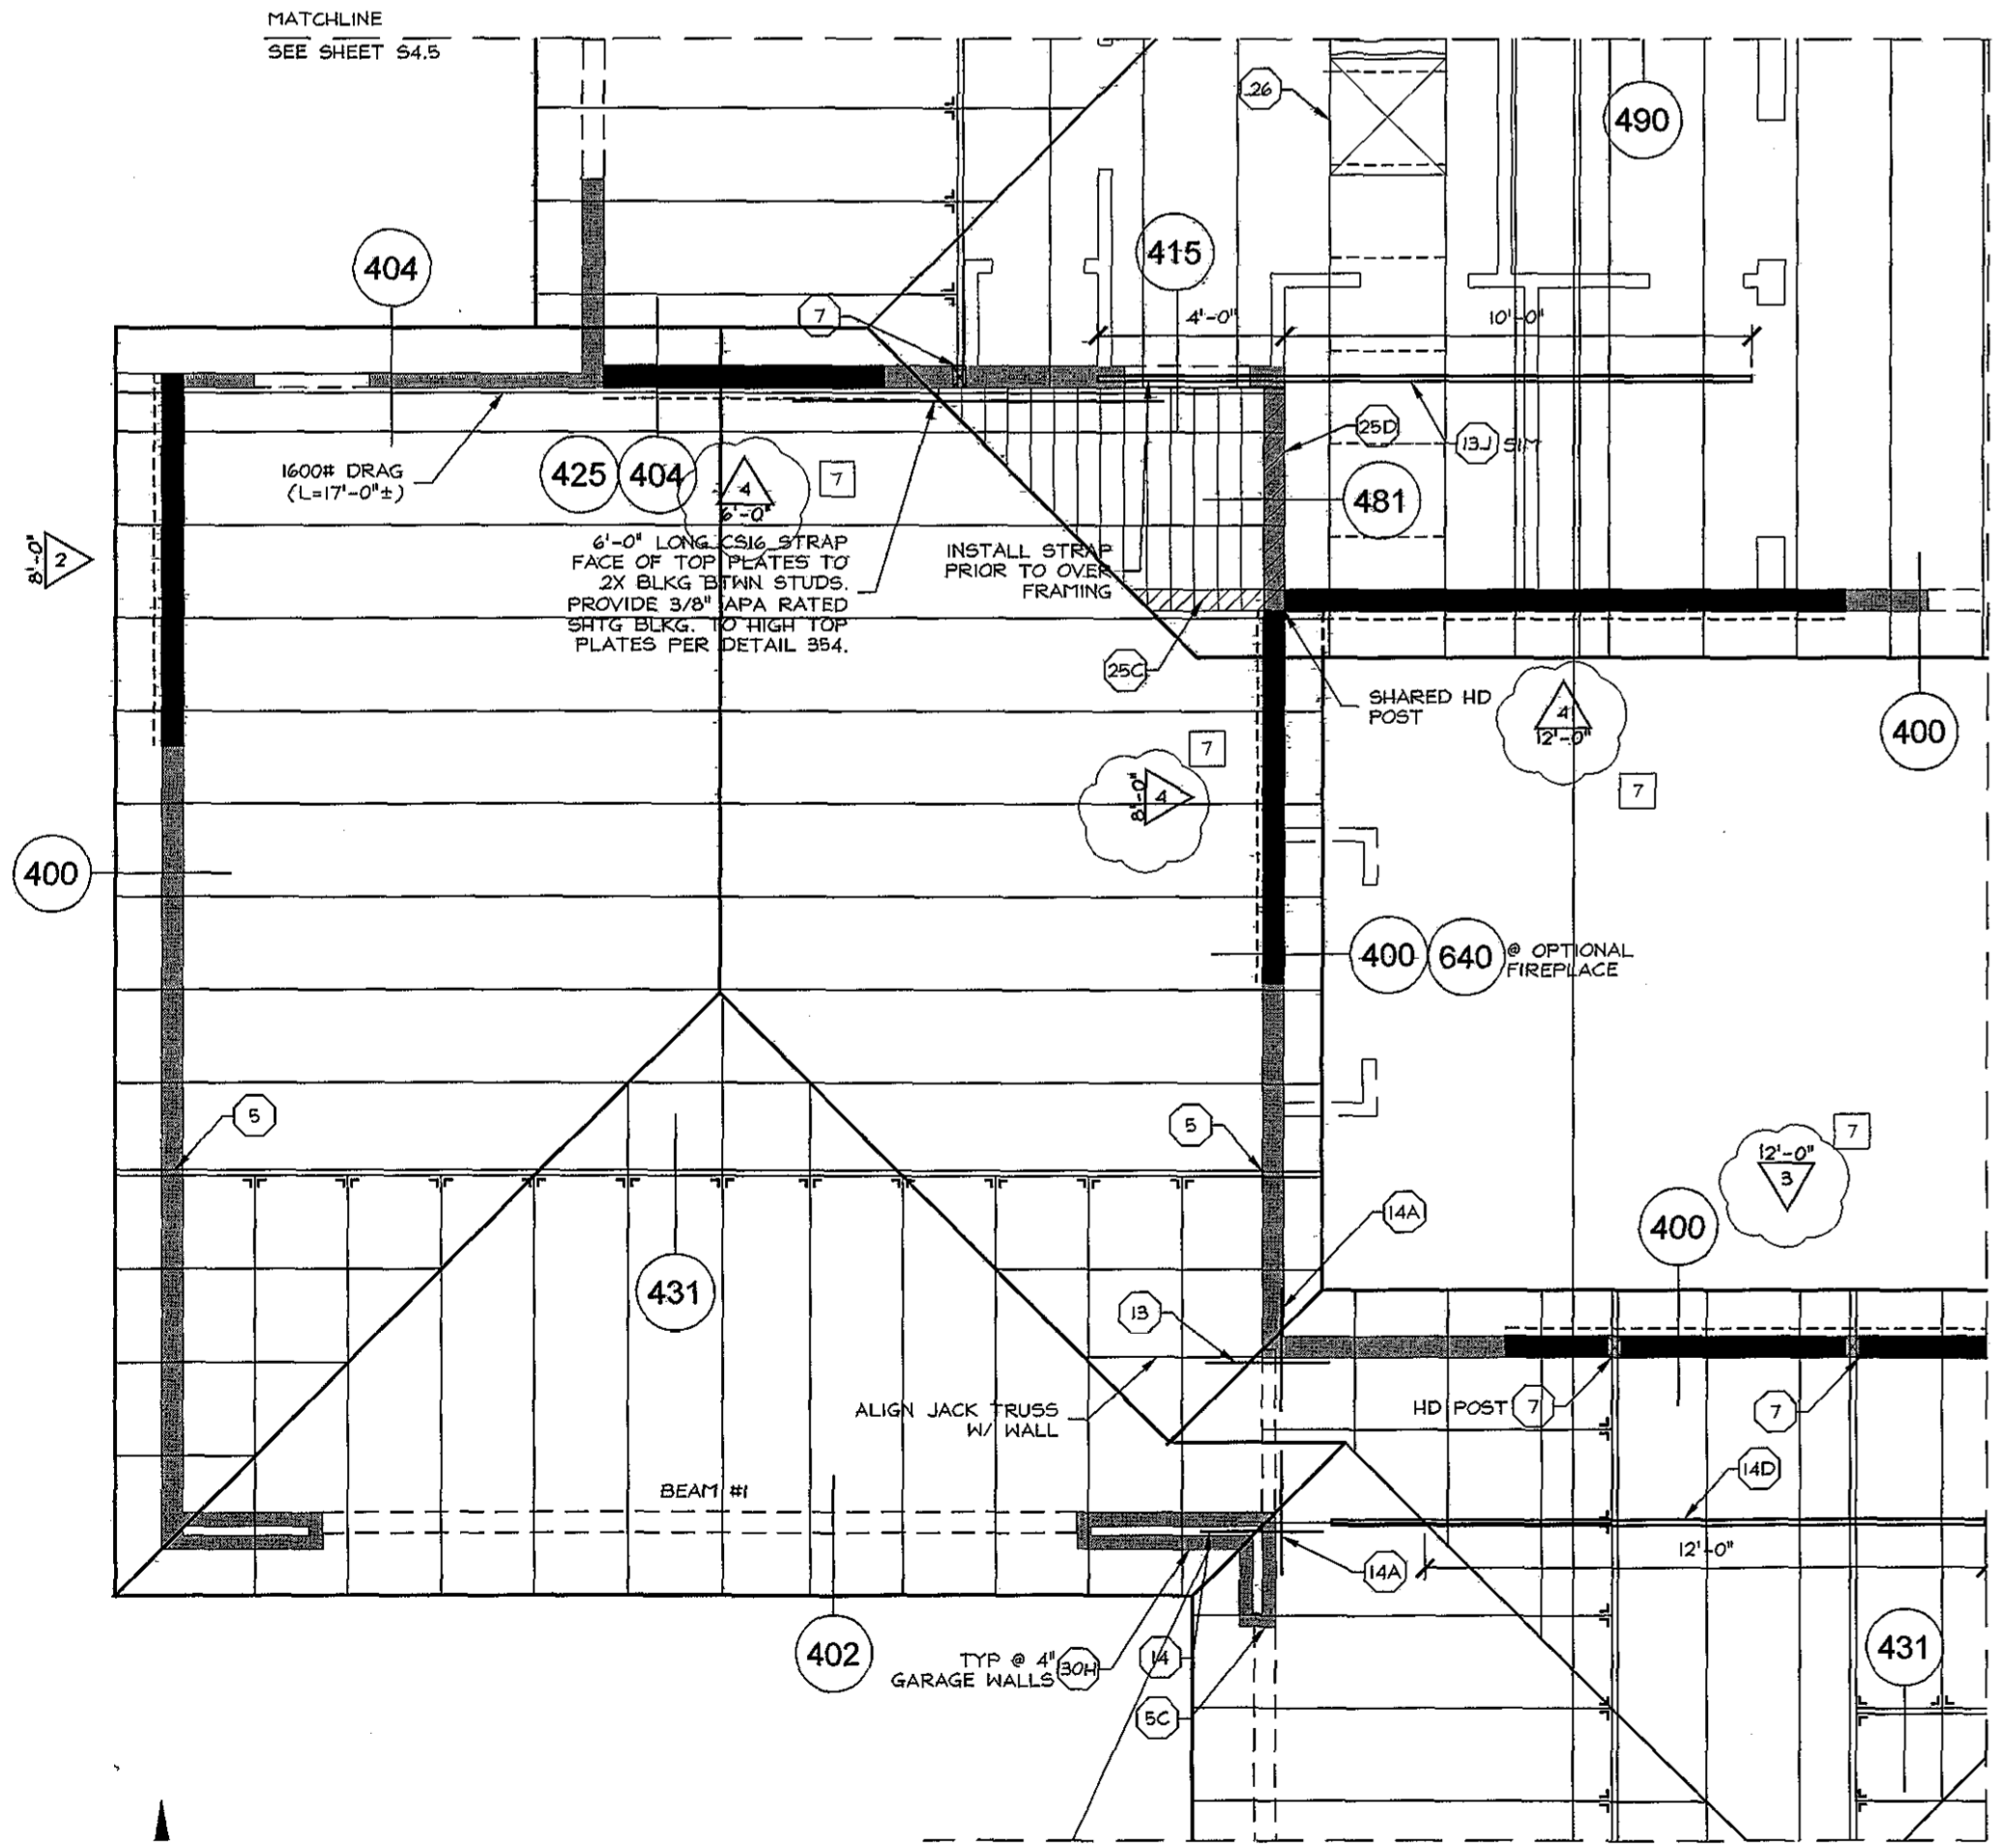 MATCHLINE
SEE SHEET S4.5
26
490
404
415
7
4'-0"
10'-0"
25D
13J SIM
1600# DRAG
(L=17'-0"±)
425
404
4
6'-0"
7
481
8'-0"
2
6'-0" LONG CS16 STRAP
FACE OF TOP PLATES TO
2X BLKG BTWN STUDS.
PROVIDE 3/8" APA RATED
SHTG BLKG. TO HIGH TOP
PLATES PER DETAIL 354.
INSTALL STRAP
PRIOR TO OVER
FRAMING
25C
SHARED HD
POST
4
12'-0"
7
400
7
8'-0"
4
400
400
640
@ OPTIONAL
FIREPLACE
5
5
12'-0"
3
7
14A
400
431
13
ALIGN JACK TRUSS
W/ WALL
HD POST
7
7
14D
BEAM #1
12'-0"
14A
402
TYP @ 4"
GARAGE WALLS
30H
14
431
5C